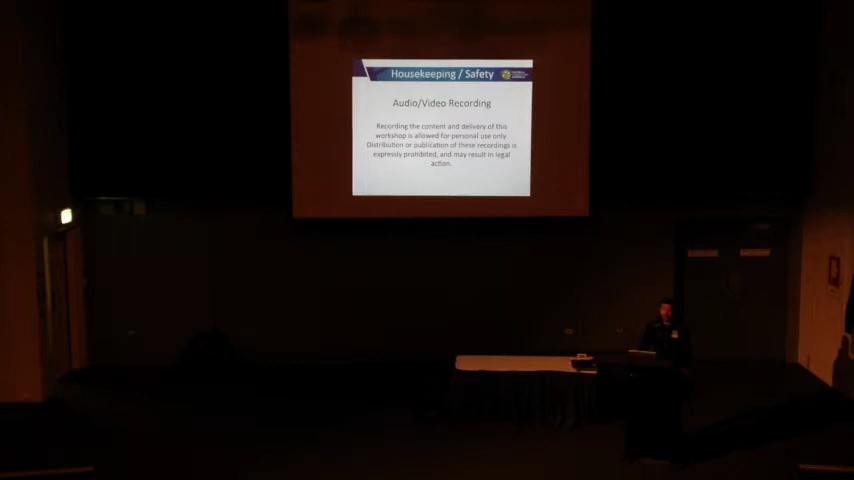 Housekeeping / Safety
Audio/Video Recording
Recording the content and delivery of this
workshop is allowed for personal use only
Distribution or publication of these recordings is
expressly prohibited, and may result in legal
action.